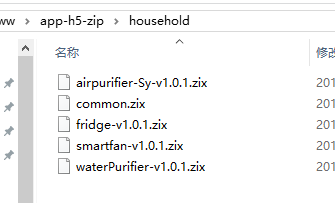 ww > app-h5-zip > household
名称
修改
airpurifier-Sy-v1.0.1.zix
201
common.zix
201
fridge-v1.0.1.zix
201
smartfan-v1.0.1.zix
201
waterPurifier-v1.0.1.zix
201